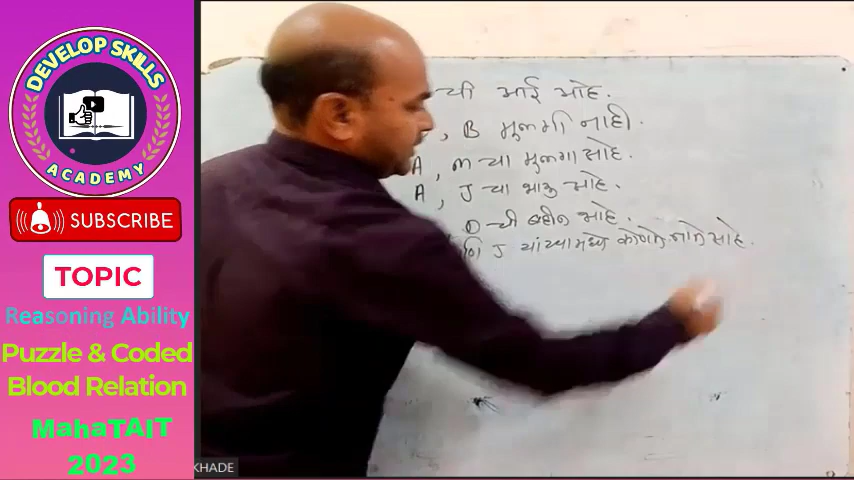 DEVELOP SKILLS
ACADEMY
SUBSCRIBE
TOPIC
Reasoning Ability
Puzzle & Coded
Blood Relation
MahaTAIT
2023
ची आई आहे.
, B मुलगी नाही.
A, M चा मुलगा आहे.
A, J चा भाऊ आहे.
D ची बहीण आहे.
J यांच्यामध्ये कोणते नाते आहे.
KHADE